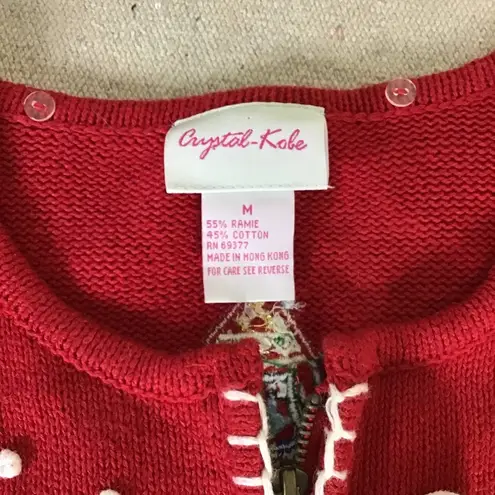 Crystal-Kobe
M
55% RAMIE
45% COTTON
RN 69377
MADE IN HONG KONG
FOR CARE SEE REVERSE